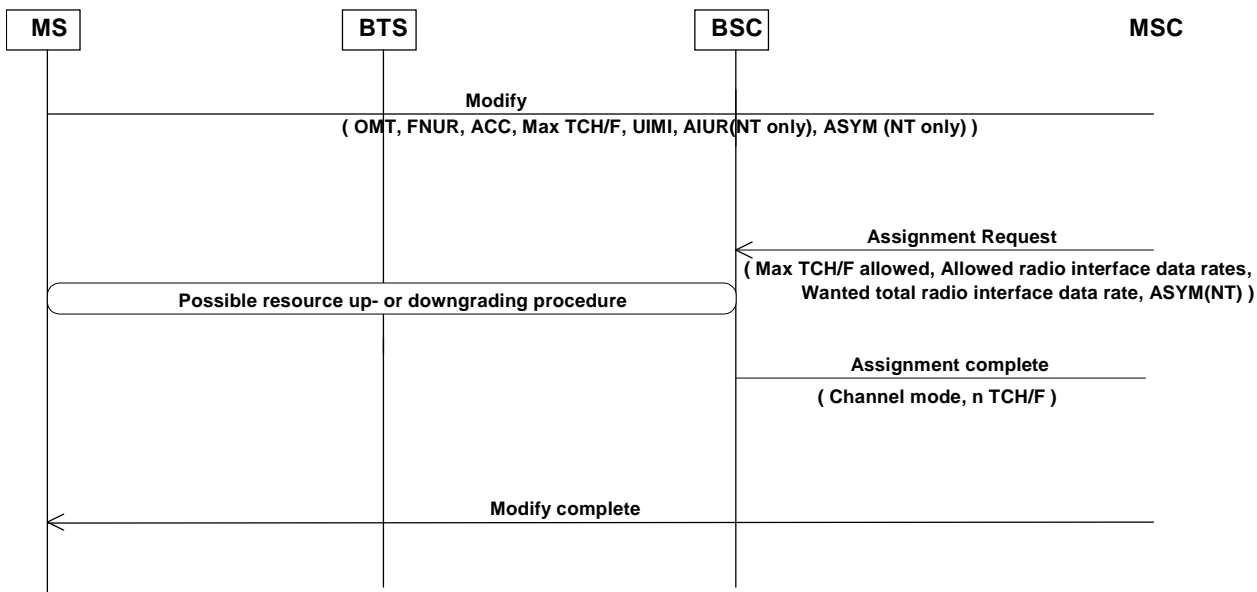 MS BTS BSC MSC
Modify
( OMT, FNUR, ACC, Max TCH/F, UIMI, AIUR(NT only), ASYM (NT only) )
Assignment Request
( Max TCH/F allowed, Allowed radio interface data rates,
Wanted total radio interface data rate, ASYM(NT) )
Possible resource up- or downgrading procedure
Assignment complete
( Channel mode, n TCH/F )
Modify complete